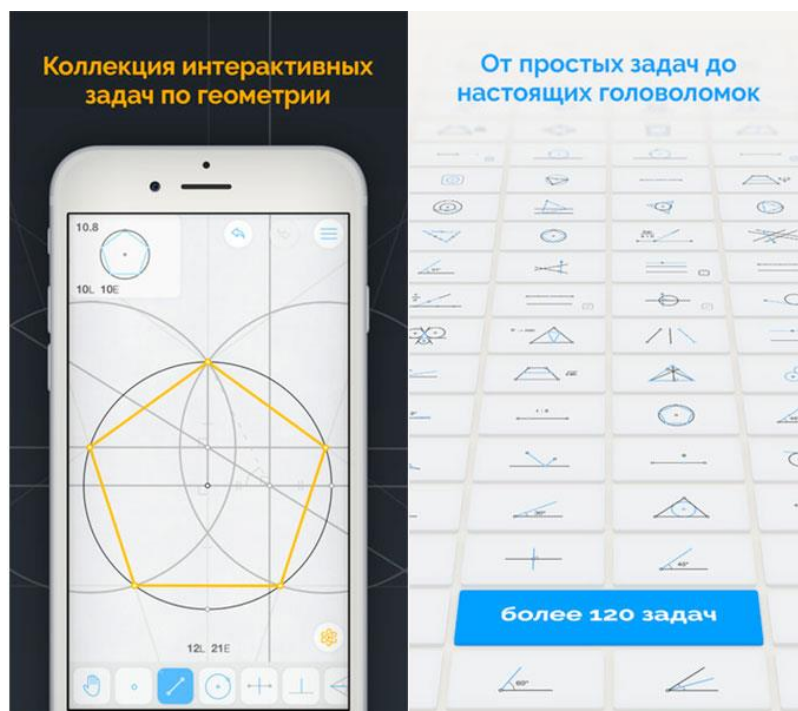 Коллекция интерактивных
задач по геометрии
10.8
10L 10E
12L 21E
От простых задач до
настоящих головоломок
более 120 задач
60°